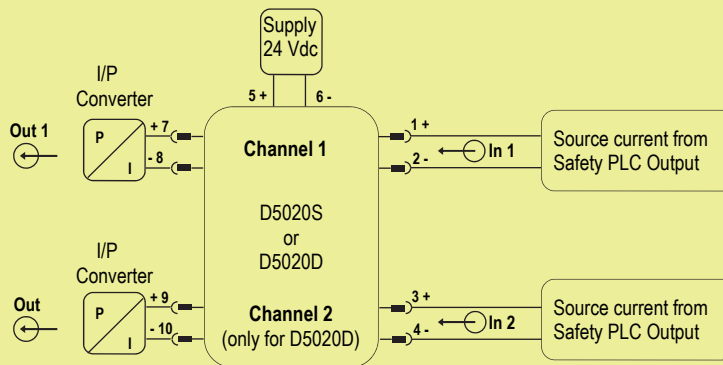 Supply
24 Vdc
5 +
6 -
I/P
Converter
Out 1
P
I
+ 7
- 8
Channel 1
1 +
2 -
In 1
Source current from
Safety PLC Output
D5020S
or
D5020D
I/P
Converter
Out
P
I
+ 9
- 10
Channel 2
(only for D5020D)
3 +
4 -
In 2
Source current from
Safety PLC Output